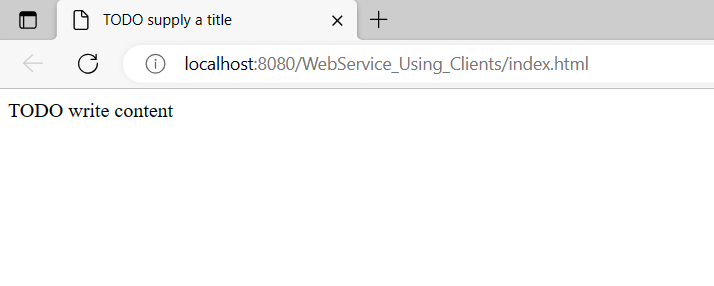 TODO supply a title
localhost:8080/WebService_Using_Clients/index.html
TODO write content